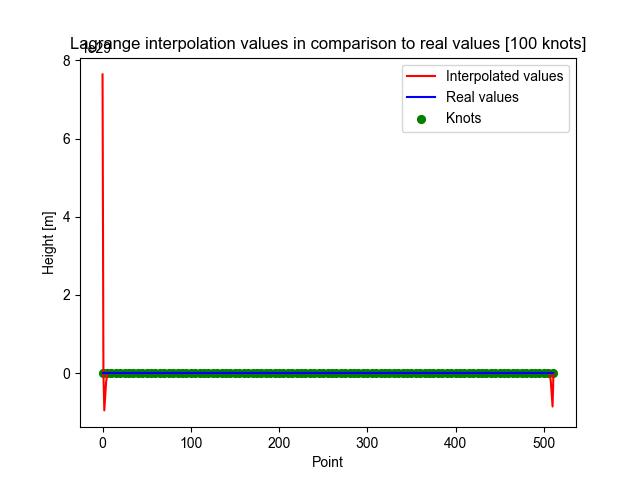 Lagrange interpolation values in comparison to real values [100 knots]
1e29
8
6
4
2
0
Height [m]
Interpolated values
Real values
Knots
0 100 200 300 400 500
Point